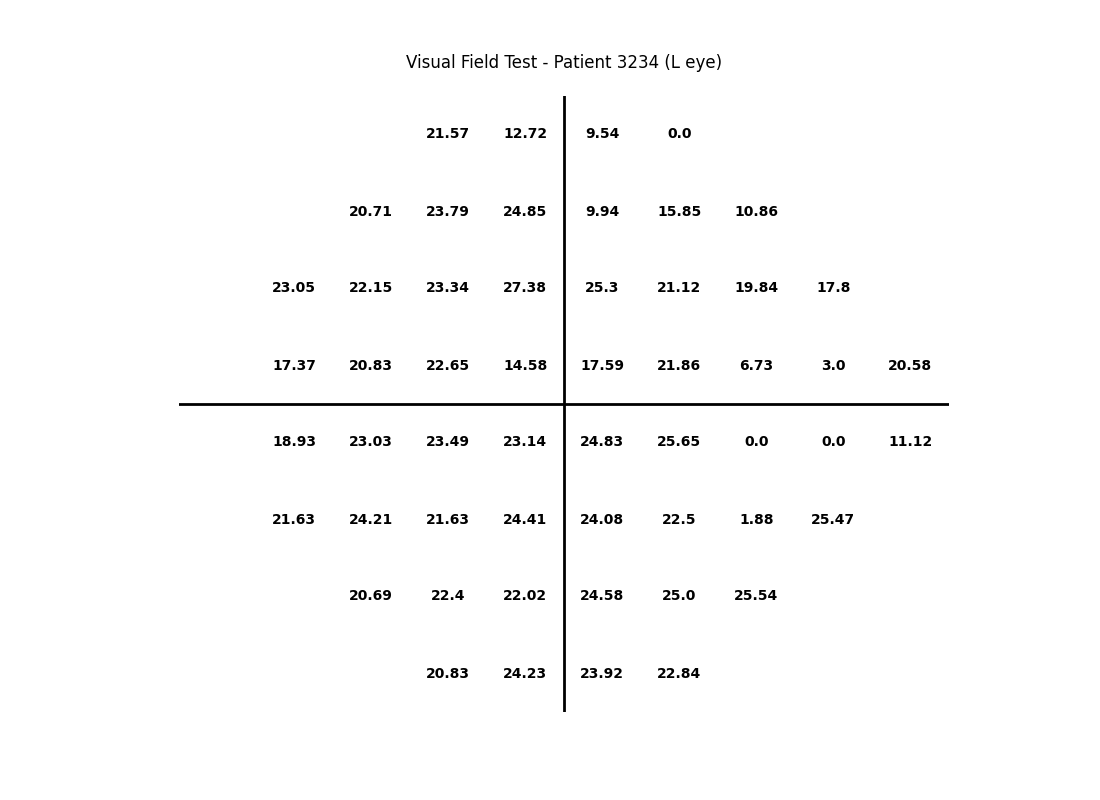 Visual Field Test - Patient 3234 (L eye)
21.57 12.72 9.54 0.0
20.71 23.79 24.85 9.94 15.85 10.86
23.05 22.15 23.34 27.38 25.3 21.12 19.84 17.8
17.37 20.83 22.65 14.58 17.59 21.86 6.73 3.0 20.58
18.93 23.03 23.49 23.14 24.83 25.65 0.0 0.0 11.12
21.63 24.21 21.63 24.41 24.08 22.5 1.88 25.47
20.69 22.4 22.02 24.58 25.0 25.54
20.83 24.23 23.92 22.84